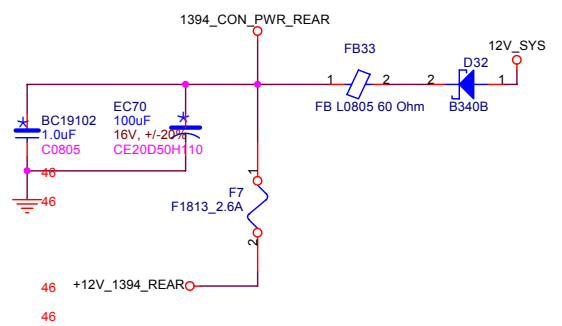 1394_CON_PWR_REAR
FB33
12V_SYS
D32
1 2 2 1
FB L0805 60 Ohm
B340B
BC19102
1.0uF
C0805
EC70
100uF
16V, +/-20%
CE20D50H110
46
46
1
F7
F1813_2.6A
2
46 +12V_1394_REAR
46